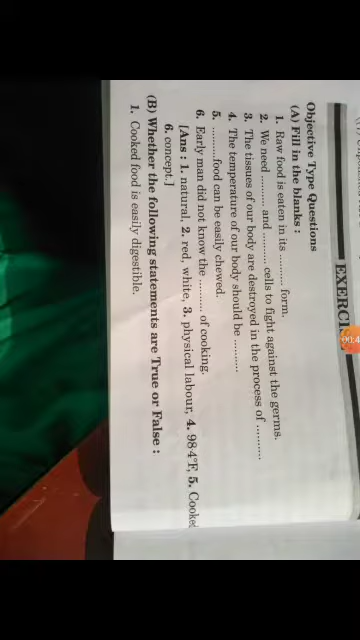 EXERCI
Objective Type Questions
(A) Fill in the blanks :
1. Raw food is eaten in its .......... form.
2. We need .......... and .......... cells to fight against the germs.
3. The tissues of our body are destroyed in the process of ..........
4. The temperature of our body should be ..........
5. ..........food can be easily chewed.
6. Early man did not know the .......... of cooking.
[Ans : 1. natural, 2. red, white, 3. physical labour, 4. 98·4°F, 5. Cooked
6. concept.]
(B) Whether the following statements are True or False :
1. Cooked food is easily digestible.